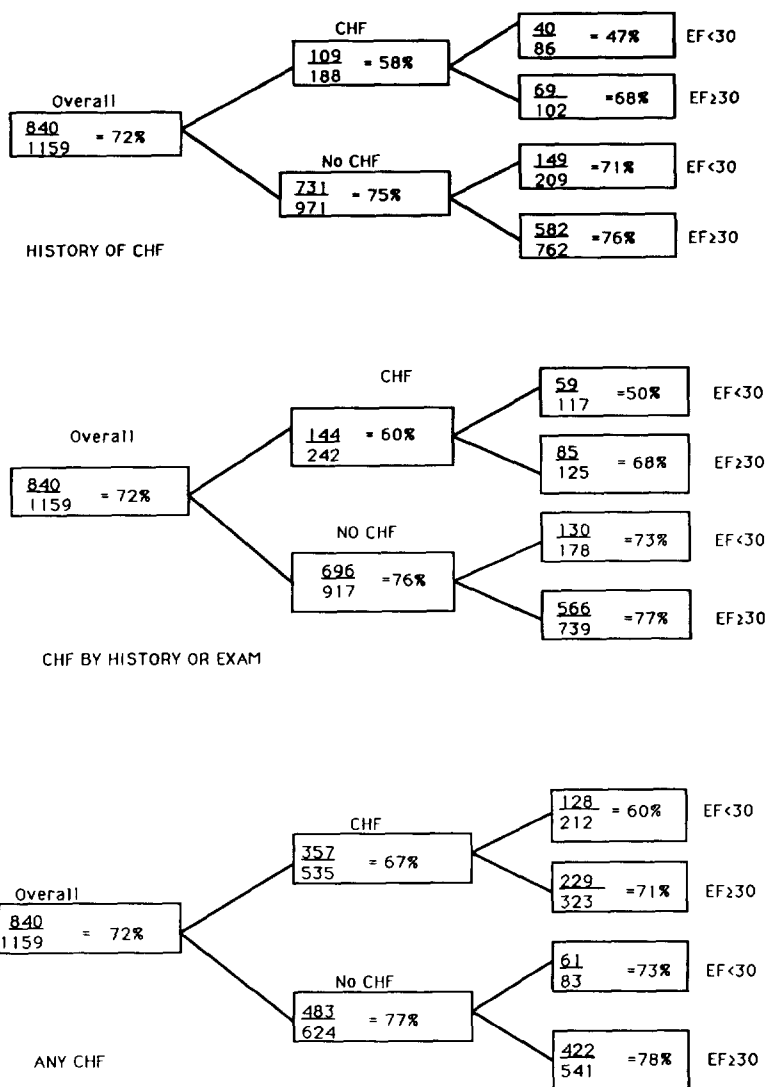 CHF
40
86 = 47% EF<30
109
188 = 58%
69
102 =68% EF≥30
Overall
840
1159 = 72%
No CHF
149
209 =71% EF<30
731
971 = 75%
582
762 =76% EF≥30
HISTORY OF CHF
CHF
59
117 =50% EF<30
Overall
144
242 = 60%
85
125 = 68% EF≥30
840
1159 = 72%
NO CHF
130
178 =73% EF<30
696
917 =76%
566
739 =77% EF≥30
CHF BY HISTORY OR EXAM
CHF
128
212 = 60% EF<30
357
535 = 67%
229
323 =71% EF≥30
Overall
840
1159 = 72%
No CHF
61
83 =73% EF<30
483
624 = 77%
422
541 =78% EF≥30
ANY CHF